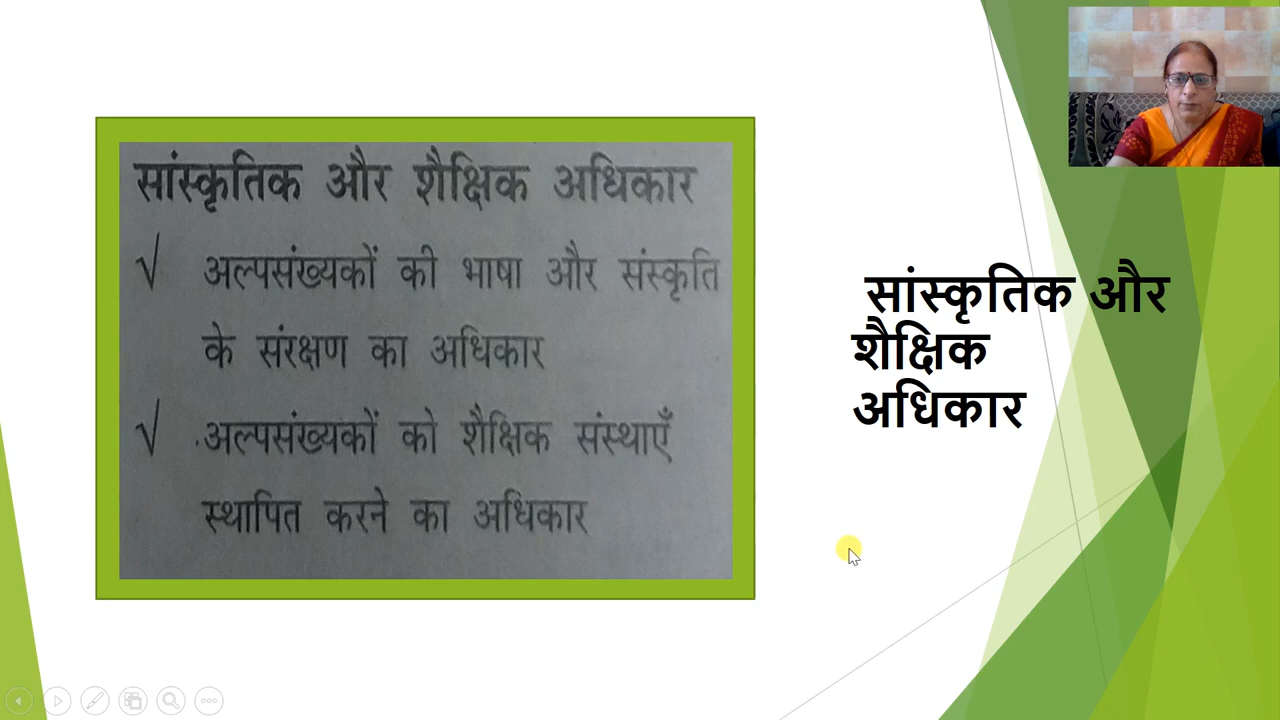 सांस्कृतिक और शैक्षिक अधिकार
√ अल्पसंख्यकों की भाषा और संस्कृति
के संरक्षण का अधिकार
√ अल्पसंख्यकों को शैक्षिक संस्थाएँ
स्थापित करने का अधिकार
सांस्कृतिक और
शैक्षिक
अधिकार